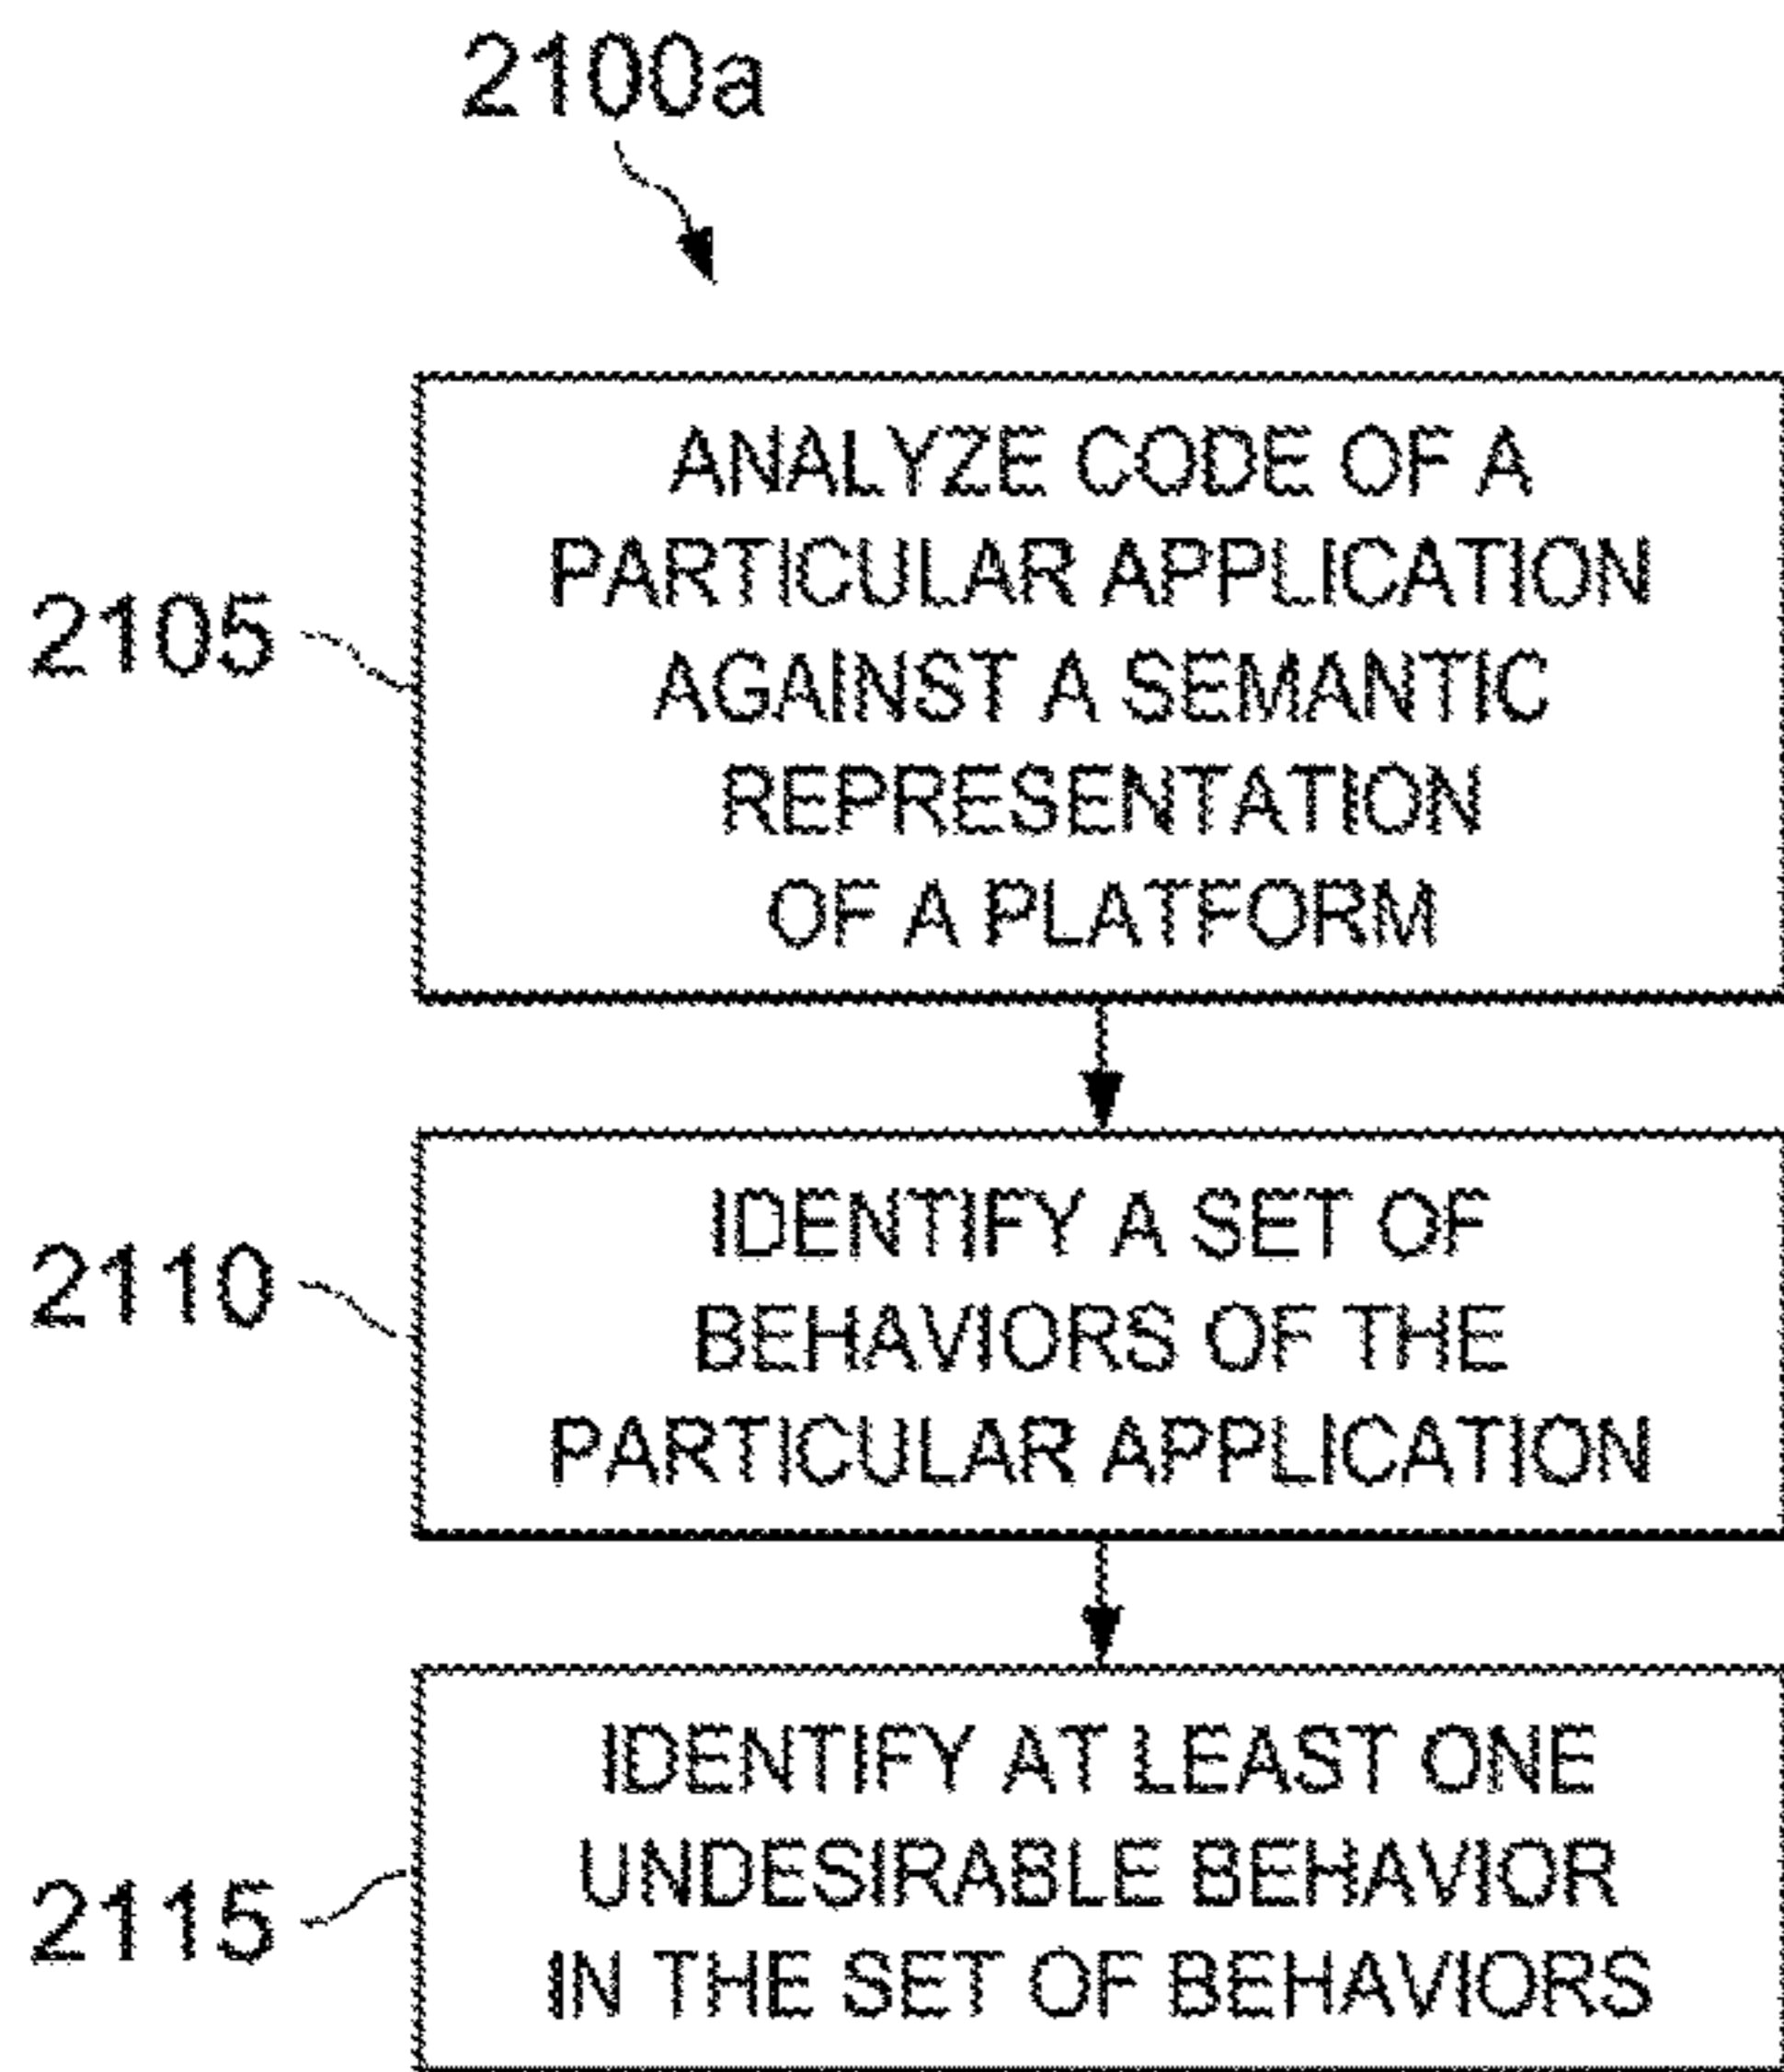 2100a
2105
ANALYZE CODE OF A
PARTICULAR APPLICATION
AGAINST A SEMANTIC
REPRESENTATION
OF A PLATFORM
2110
IDENTIFY A SET OF
BEHAVIORS OF THE
PARTICULAR APPLICATION
2115
IDENTIFY AT LEAST ONE
UNDESIRABLE BEHAVIOR
IN THE SET OF BEHAVIORS